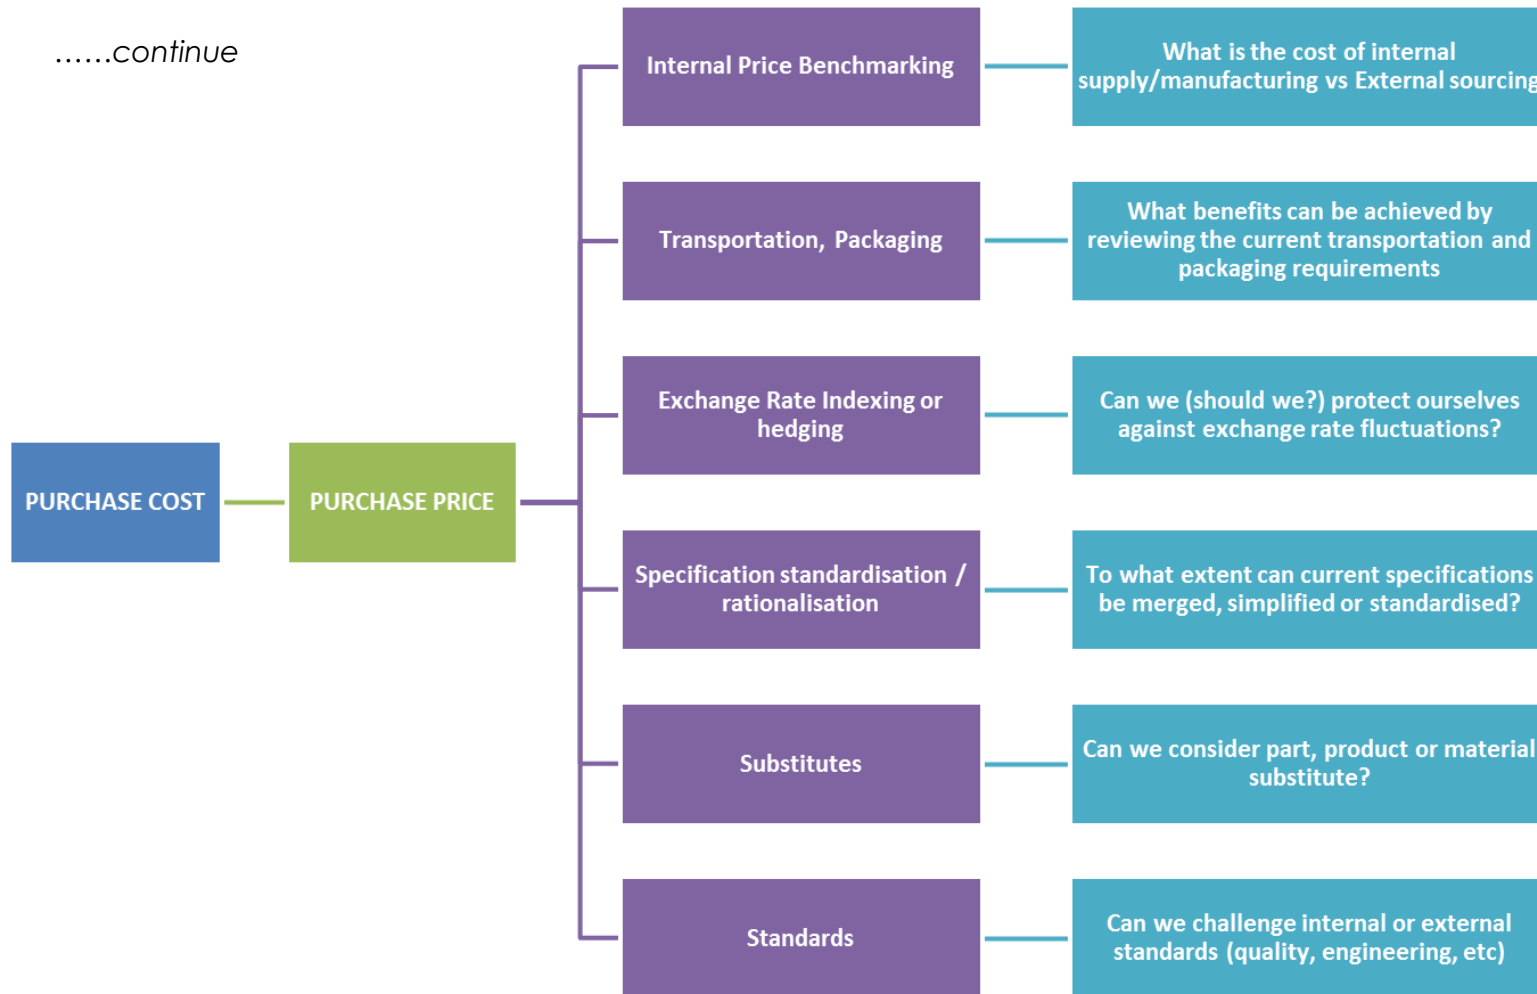 ......continue
Internal Price Benchmarking
What is the cost of internal
supply/manufacturing vs External sourcing
Transportation, Packaging
What benefits can be achieved by
reviewing the current transportation and
packaging requirements
Exchange Rate Indexing or
hedging
Can we (should we?) protect ourselves
against exchange rate fluctuations?
PURCHASE COST
PURCHASE PRICE
Specification standardisation /
rationalisation
To what extent can current specifications
be merged, simplified or standardised?
Substitutes
Can we consider part, product or material
substitute?
Standards
Can we challenge internal or external
standards (quality, engineering, etc)